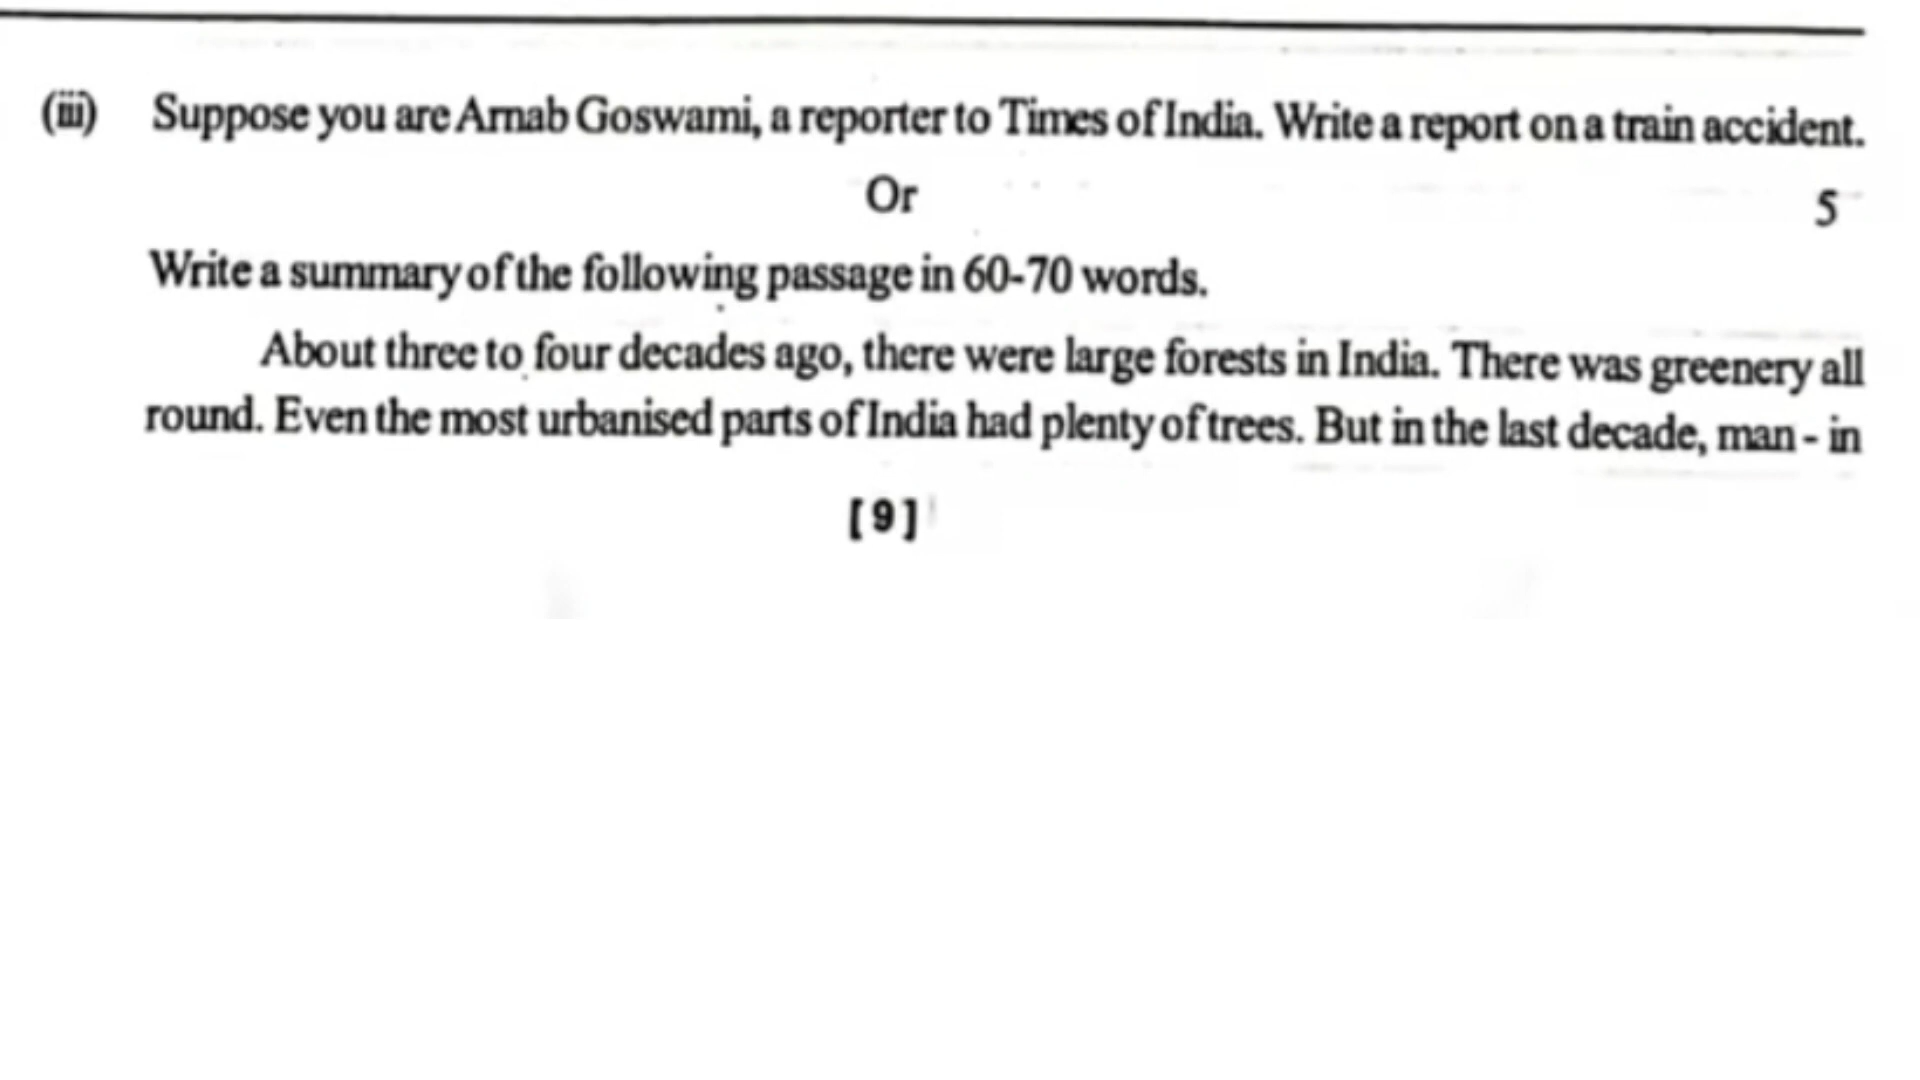 (iii) Suppose you are Arnab Goswami, a reporter to Times of India. Write a report on a train accident.
Or
5
Write a summary of the following passage in 60-70 words.
About three to four decades ago, there were large forests in India. There was greenery all
round. Even the most urbanised parts of India had plenty of trees. But in the last decade, man - in
[9]